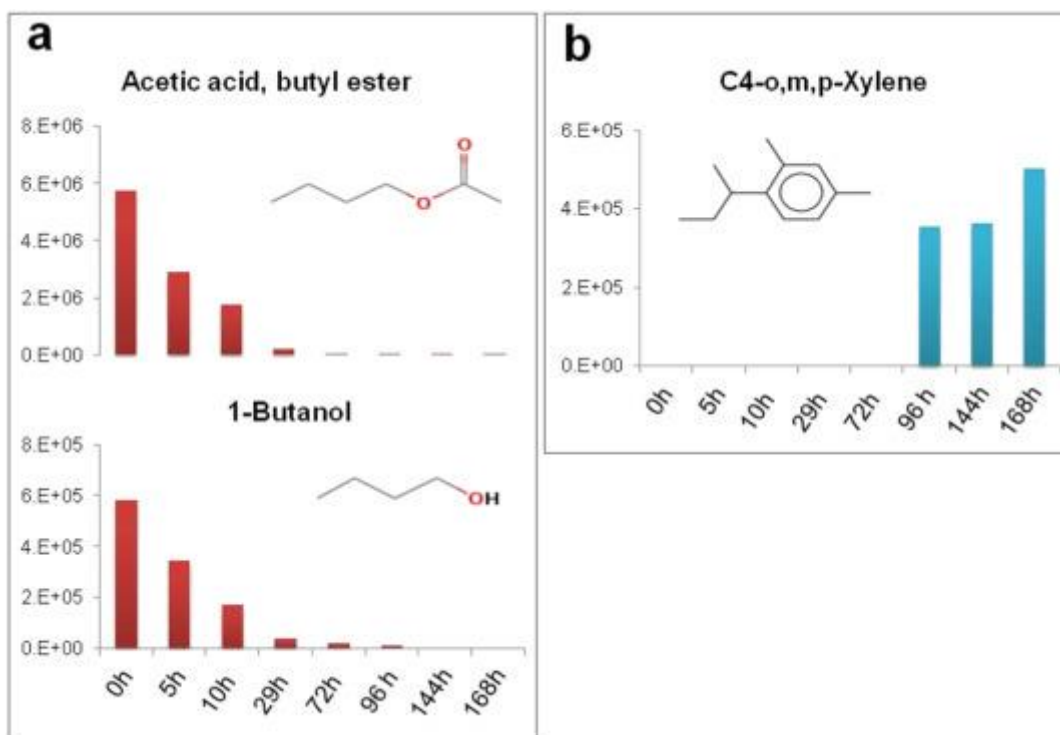 a
Acetic acid, butyl ester
8.E+06
6.E+06
4.E+06
2.E+06
0.E+00
O
O
1-Butanol
8.E+05
6.E+05
4.E+05
2.E+05
0.E+00
OH
0h
5h
10h
29h
72h
96 h
144h
168h
b
C4-o,m,p-Xylene
6.E+05
4.E+05
2.E+05
0.E+00
0h
5h
10h
29h
72h
96 h
144h
168h